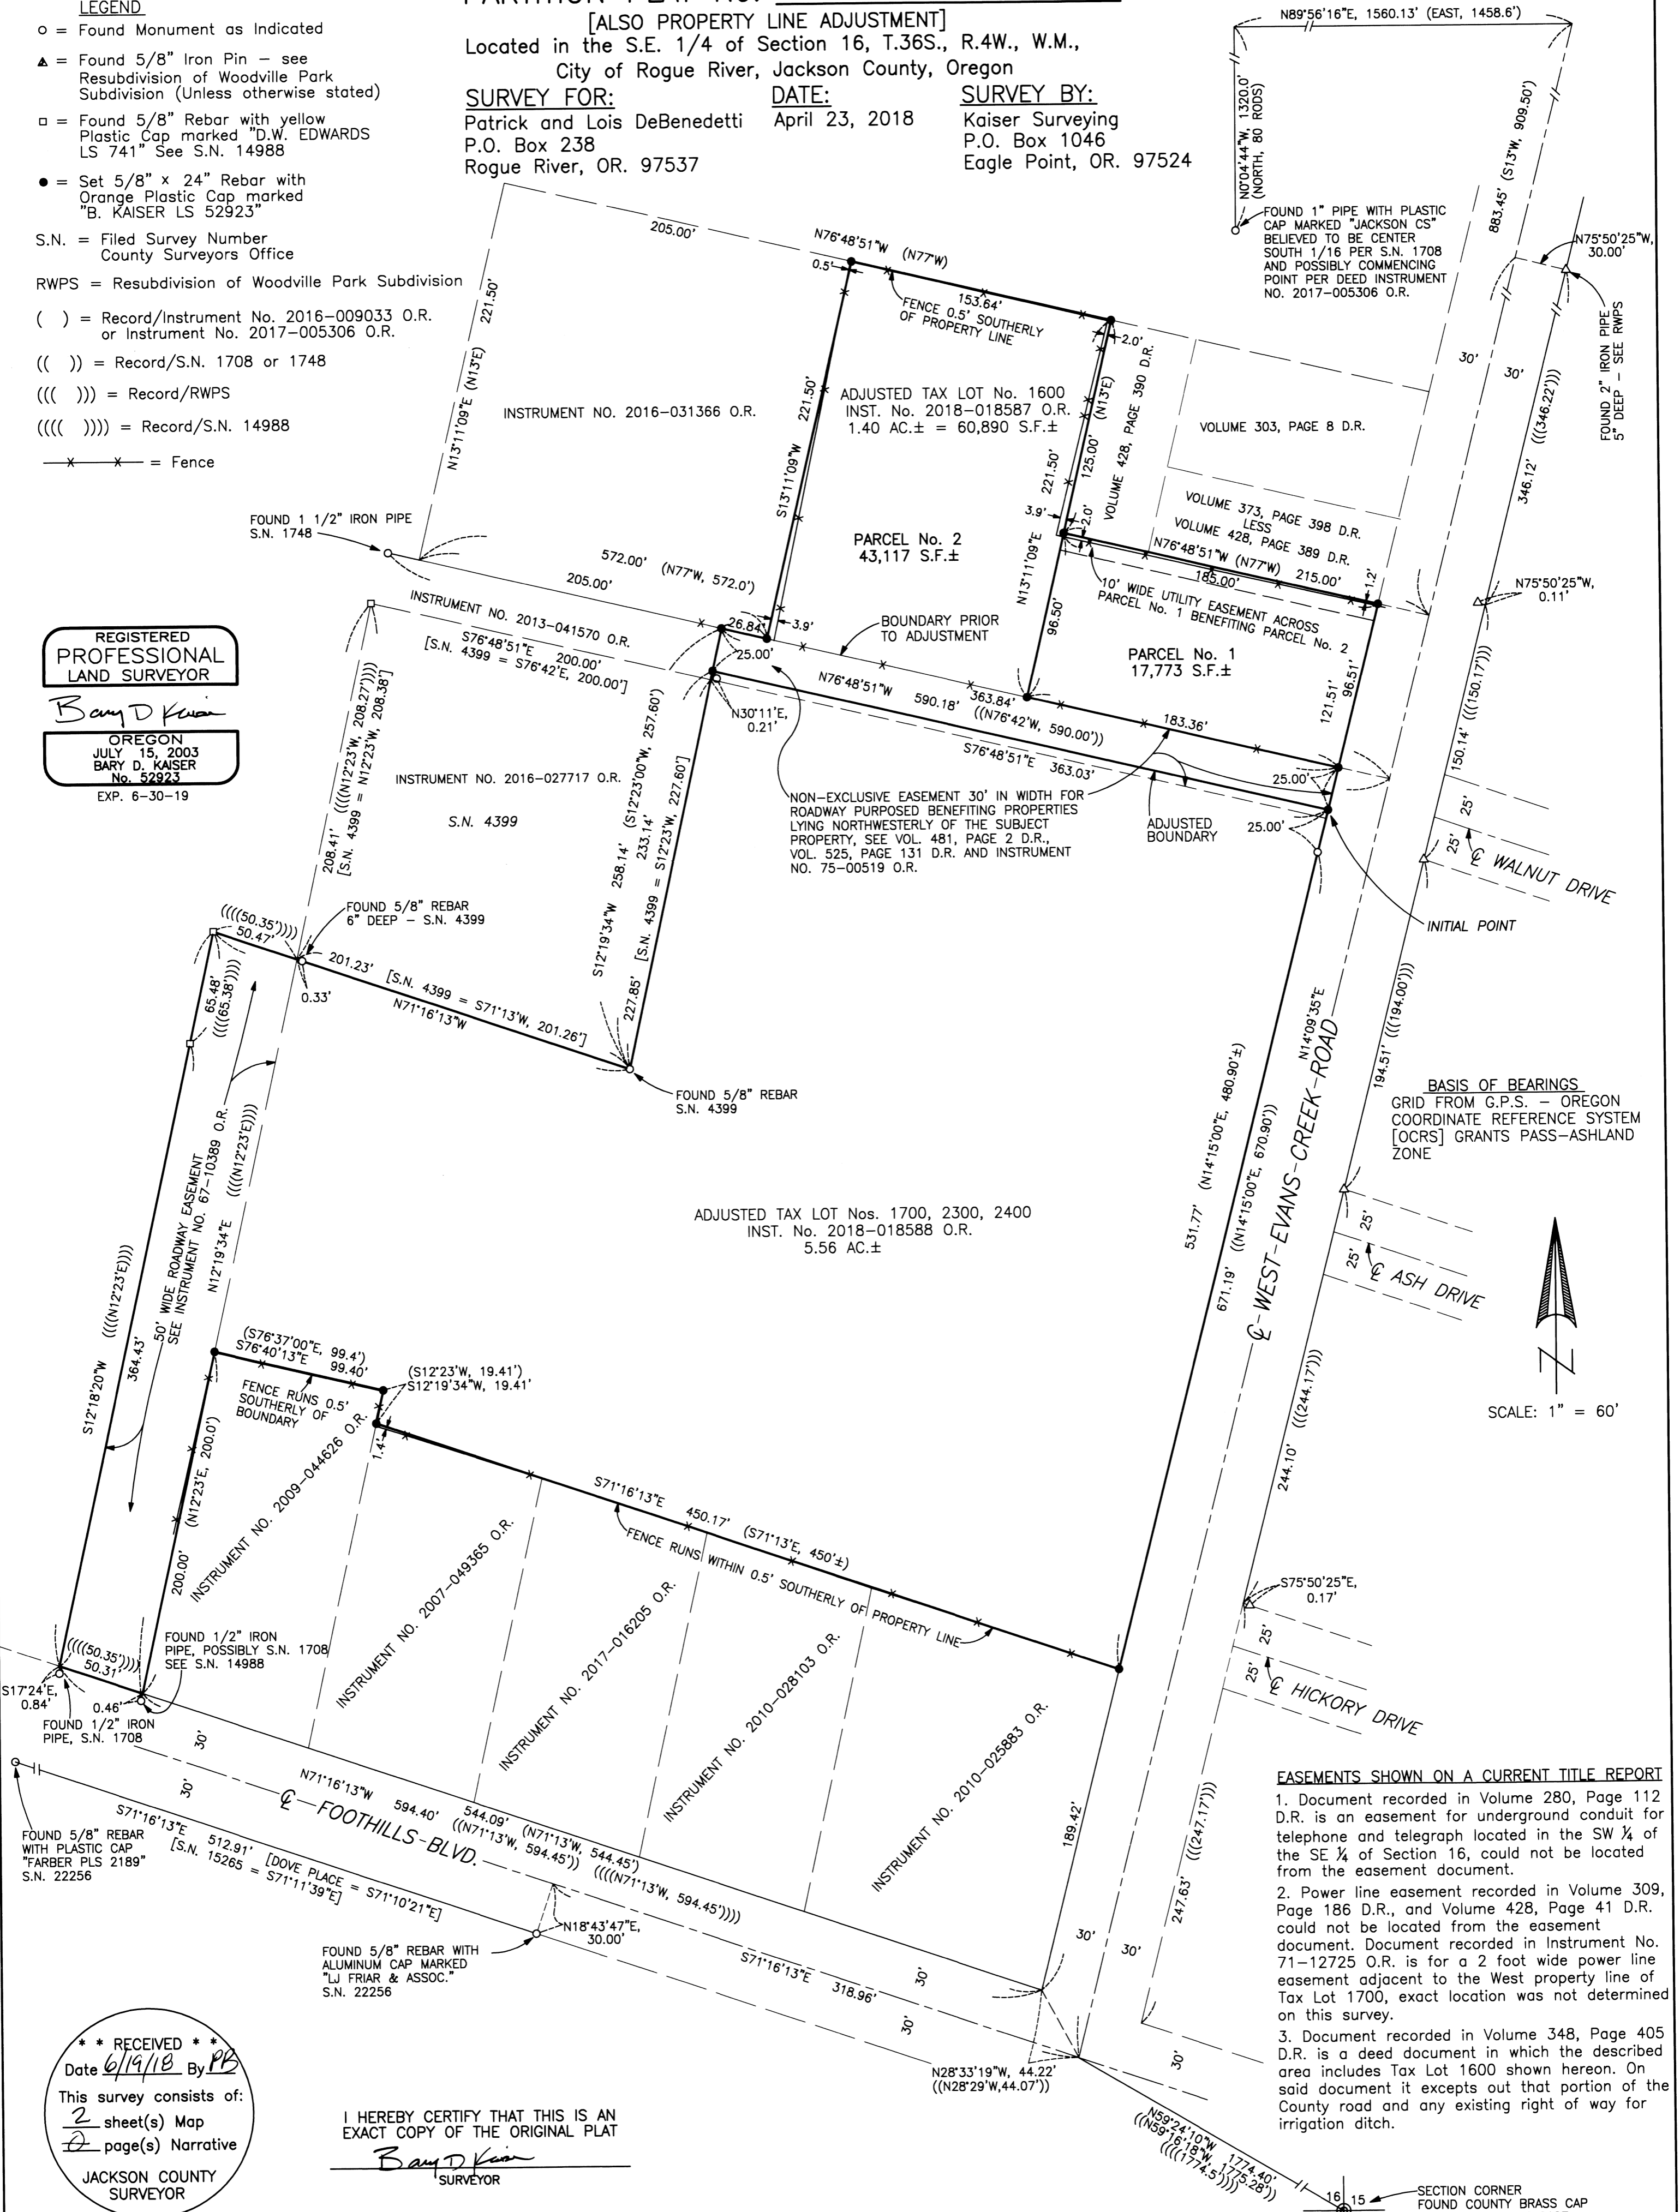 LEGEND
○ = Found Monument as Indicated
▲ = Found 5/8" Iron Pin – see
Resubdivision of Woodville Park
Subdivision (Unless otherwise stated)
□ = Found 5/8" Rebar with yellow
Plastic Cap marked "D.W. EDWARDS
LS 741" See S.N. 14988
● = Set 5/8" x 24" Rebar with
Orange Plastic Cap marked
"B. KAISER LS 52923"
S.N. = Filed Survey Number
County Surveyors Office
RWPS = Resubdivision of Woodville Park Subdivision
( ) = Record/Instrument No. 2016-009033 O.R.
or Instrument No. 2017-005306 O.R.
(( )) = Record/S.N. 1708 or 1748
((( ))) = Record/RWPS
(((( )))) = Record/S.N. 14988
—x—x— = Fence
[ALSO PROPERTY LINE ADJUSTMENT]
Located in the S.E. 1/4 of Section 16, T.36S., R.4W., W.M.,
City of Rogue River, Jackson County, Oregon
SURVEY FOR:
Patrick and Lois DeBenedetti
P.O. Box 238
Rogue River, OR. 97537
DATE:
April 23, 2018
SURVEY BY:
Kaiser Surveying
P.O. Box 1046
Eagle Point, OR. 97524
N89°56'16"E, 1560.13' (EAST, 1458.6')
N0°04'44"W, 1320.0'
(NORTH, 80 RODS)
883.45' (S13°W, 909.50')
FOUND 1" PIPE WITH PLASTIC
CAP MARKED "JACKSON CS"
BELIEVED TO BE CENTER
SOUTH 1/16 PER S.N. 1708
AND POSSIBLY COMMENCING
POINT PER DEED INSTRUMENT
NO. 2017-005306 O.R.
N75°50'25"W,
30.00'
FOUND 2" IRON PIPE
5" DEEP – SEE RWPS
30' 30'
346.12' (((346.22')))
205.00'
N76°48'51"W (N77°W)
0.5'
153.64'
FENCE 0.5' SOUTHERLY
OF PROPERTY LINE
2.0'
N13°11'09"E (N13°E) 221.50'
INSTRUMENT NO. 2016-031366 O.R.
S13°11'09"W 221.50'
ADJUSTED TAX LOT No. 1600
INST. No. 2018-018587 O.R.
1.40 AC.± = 60,890 S.F.±
N13°11'09"E 221.50'
125.00' (N13°E)
VOLUME 428, PAGE 390 D.R.
VOLUME 303, PAGE 8 D.R.
VOLUME 373, PAGE 398 D.R.
LESS
VOLUME 428, PAGE 389 D.R.
3.9' 2.0'
N76°48'51"W (N77°W)
185.00' 215.00'
1.2'
PARCEL No. 2
43,117 S.F.±
10' WIDE UTILITY EASEMENT ACROSS
PARCEL No. 1 BENEFITING PARCEL No. 2
96.50'
PARCEL No. 1
17,773 S.F.±
121.51' 96.51'
N75°50'25"W,
0.11'
150.14' (((150.17')))
FOUND 1 1/2" IRON PIPE
S.N. 1748
572.00' (N77°W, 572.0')
205.00'
26.84' 3.9'
25.00'
BOUNDARY PRIOR
TO ADJUSTMENT
INSTRUMENT NO. 2013-041570 O.R.
S76°48'51"E 200.00'
[S.N. 4399 = S76°42'E, 200.00']
N30°11'E,
0.21'
N76°48'51"W 590.18' ((N76°42'W, 590.00'))
363.84'
183.36'
S76°48'51"E 363.03'
25.00'
25.00'
ADJUSTED
BOUNDARY
INITIAL POINT
REGISTERED
PROFESSIONAL
LAND SURVEYOR
Bary D Kaiser
OREGON
JULY 15, 2003
BARY D. KAISER
No. 52923
EXP. 6-30-19
208.41' ((((N12°23'W, 208.27'))))
[S.N. 4399 = N12°23'W, 208.38']
INSTRUMENT NO. 2016-027717 O.R.
S.N. 4399
S12°19'34"W 258.14' (S12°23'00"W, 257.60')
233.14'
227.85' [S.N. 4399 = S12°23'W, 227.60']
NON-EXCLUSIVE EASEMENT 30' IN WIDTH FOR
ROADWAY PURPOSED BENEFITING PROPERTIES
LYING NORTHWESTERLY OF THE SUBJECT
PROPERTY, SEE VOL. 481, PAGE 2 D.R.,
VOL. 525, PAGE 131 D.R. AND INSTRUMENT
NO. 75-00519 O.R.
25' 25'
℄ WALNUT DRIVE
FOUND 5/8" REBAR
6" DEEP – S.N. 4399
((((50.35'))))
50.47'
65.48'
((((65.38'))))
0.33'
201.23' [S.N. 4399 = S71°13'W, 201.26']
N71°16'13"W
FOUND 5/8" REBAR
S.N. 4399
531.77' (N14°15'00"E, 480.90'±)
671.19' ((N14°15'00"E, 670.90'))
℄-WEST-EVANS-CREEK-ROAD
N14°09'35"E
194.51' (((194.00')))
BASIS OF BEARINGS
GRID FROM G.P.S. – OREGON
COORDINATE REFERENCE SYSTEM
[OCRS] GRANTS PASS-ASHLAND
ZONE
S12°18'20"W ((((N12°23'E))))
364.43'
50' WIDE ROADWAY EASEMENT
SEE INSTRUMENT NO. 67-10389 O.R.
N12°19'34"E ((((N12°23'E))))
ADJUSTED TAX LOT Nos. 1700, 2300, 2400
INST. No. 2018-018588 O.R.
5.56 AC.±
25' 25'
℄ ASH DRIVE
N
SCALE: 1" = 60'
244.10' (((244.17')))
(S76°37'00"E, 99.4')
S76°40'13"E 99.40'
FENCE RUNS 0.5'
SOUTHERLY OF
BOUNDARY
(S12°23'W, 19.41')
S12°19'34"W, 19.41'
1.4'
200.00' (N12°23'E, 200.0')
S71°16'13"E 450.17' (S71°13'E, 450'±)
FENCE RUNS WITHIN 0.5' SOUTHERLY OF PROPERTY LINE
INSTRUMENT NO. 2009-044626 O.R.
INSTRUMENT NO. 2007-049365 O.R.
INSTRUMENT NO. 2017-016205 O.R.
INSTRUMENT NO. 2010-028103 O.R.
INSTRUMENT NO. 2010-025883 O.R.
S75°50'25"E,
0.17'
25' 25'
℄ HICKORY DRIVE
((((50.35'))))
50.31'
FOUND 1/2" IRON
PIPE, POSSIBLY S.N. 1708
SEE S.N. 14988
S17°24'E,
0.84'
0.46'
FOUND 1/2" IRON
PIPE, S.N. 1708
30'
30'
FOUND 5/8" REBAR
WITH PLASTIC CAP
"FARBER PLS 2189"
S.N. 22256
N71°16'13"W 594.40' ((N71°13'W, 594.45')) ((((N71°13'W, 594.45'))))
544.09' (N71°13'W, 544.45')
℄-FOOTHILLS-BLVD.
S71°16'13"E 512.91' [DOVE PLACE = S71°10'21"E]
[S.N. 15265 = S71°11'39"E]
N18°43'47"E,
30.00'
FOUND 5/8" REBAR WITH
ALUMINUM CAP MARKED
"LJ FRIAR & ASSOC."
S.N. 22256
S71°16'13"E 318.96'
30'
30'
189.42'
247.63' (((247.17')))
30' 30'
30'
N28°33'19"W, 44.22'
((N28°29'W,44.07'))
N59°24'10"W 1774.40'
((N59°16'18"W, 1775.28'))
((((1774.5'))))
16 15
SECTION CORNER
FOUND COUNTY BRASS CAP
EASEMENTS SHOWN ON A CURRENT TITLE REPORT
1. Document recorded in Volume 280, Page 112
D.R. is an easement for underground conduit for
telephone and telegraph located in the SW ¼ of
the SE ¼ of Section 16, could not be located
from the easement document.
2. Power line easement recorded in Volume 309,
Page 186 D.R., and Volume 428, Page 41 D.R.
could not be located from the easement
document. Document recorded in Instrument No.
71-12725 O.R. is for a 2 foot wide power line
easement adjacent to the West property line of
Tax Lot 1700, exact location was not determined
on this survey.
3. Document recorded in Volume 348, Page 405
D.R. is a deed document in which the described
area includes Tax Lot 1600 shown hereon. On
said document it excepts out that portion of the
County road and any existing right of way for
irrigation ditch.
* * RECEIVED * *
Date 6/19/18 By PB
This survey consists of:
2 sheet(s) Map
0 page(s) Narrative
JACKSON COUNTY
SURVEYOR
I HEREBY CERTIFY THAT THIS IS AN
EXACT COPY OF THE ORIGINAL PLAT
Bary D Kaiser
SURVEYOR